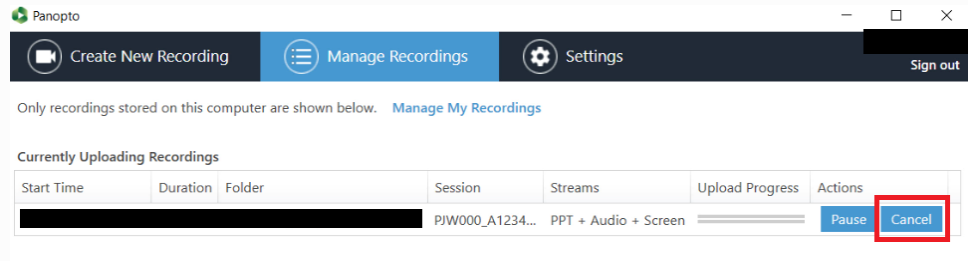 Panopto
Create New Recording Manage Recordings Settings
Sign out
Only recordings stored on this computer are shown below. Manage My Recordings
Currently Uploading Recordings
Start Time Duration Folder Session Streams Upload Progress Actions
PJW000_A1234... PPT + Audio + Screen Pause Cancel